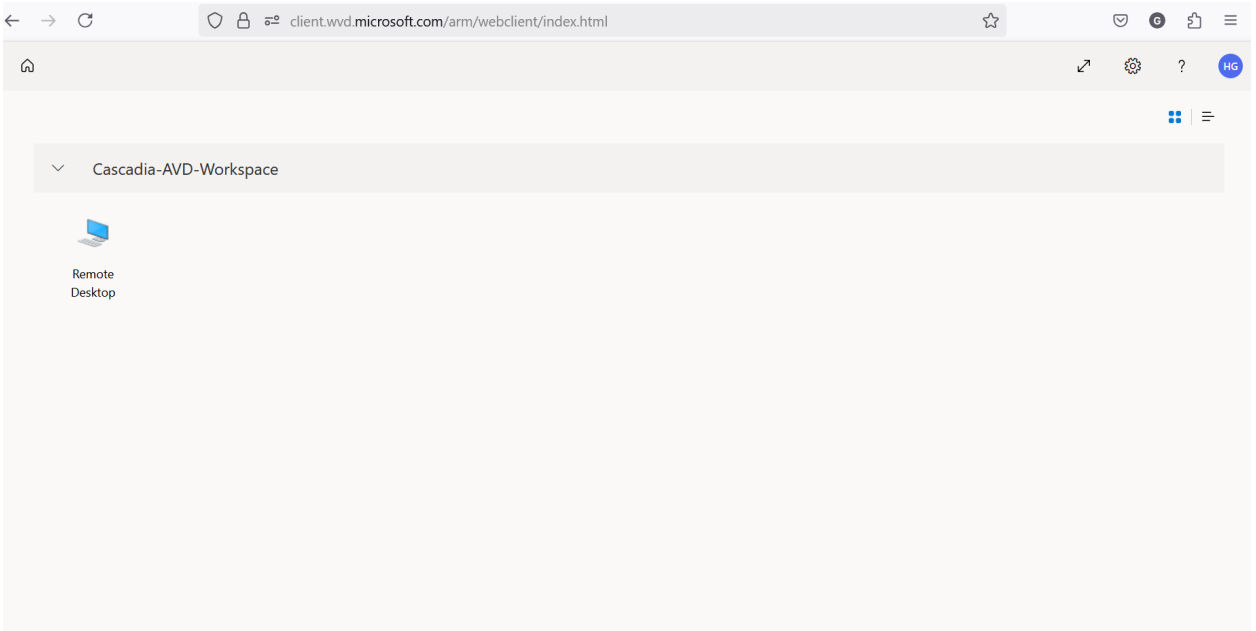 client.wvd.microsoft.com/arm/webclient/index.html
G
?
HG
Cascadia-AVD-Workspace
Remote
Desktop